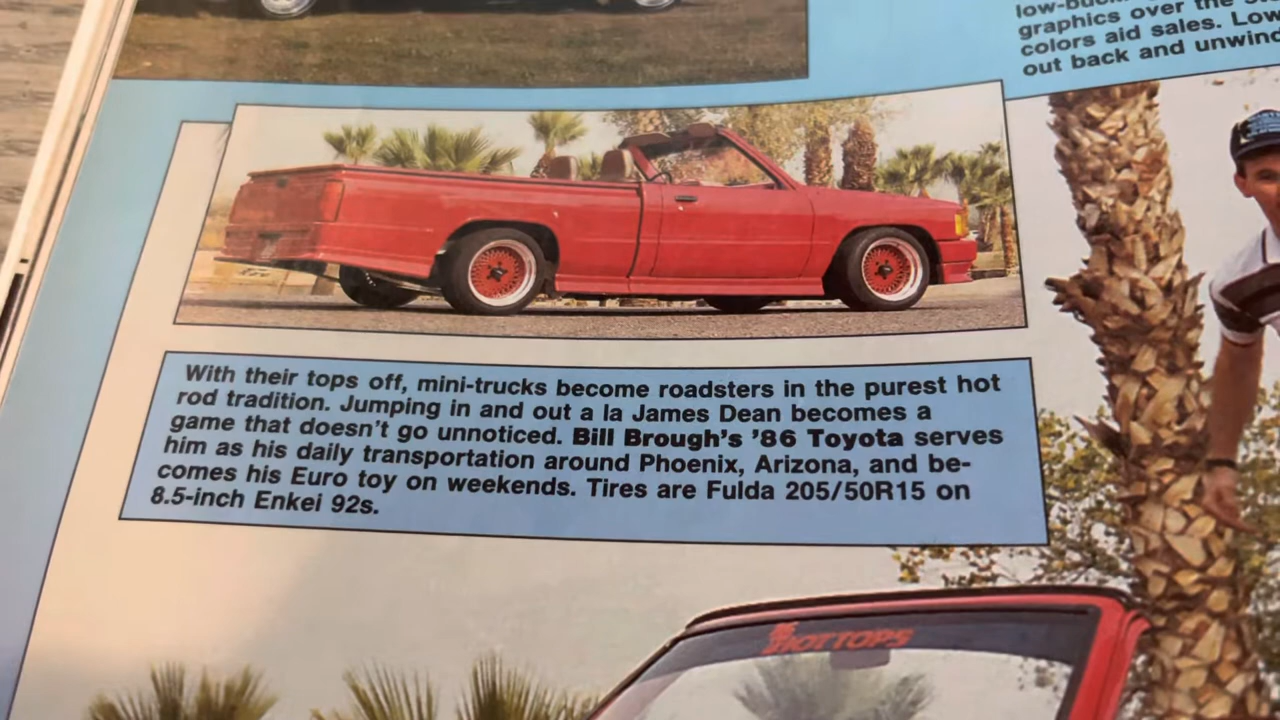 low-buck
graphics over the
colors aid sales. Low
out back and unwind
With their tops off, mini-trucks become roadsters in the purest hot
rod tradition. Jumping in and out a la James Dean becomes a
game that doesn't go unnoticed. Bill Brough's '86 Toyota serves
him as his daily transportation around Phoenix, Arizona, and be-
comes his Euro toy on weekends. Tires are Fulda 205/50R15 on
8.5-inch Enkei 92s.
HOTTOPS